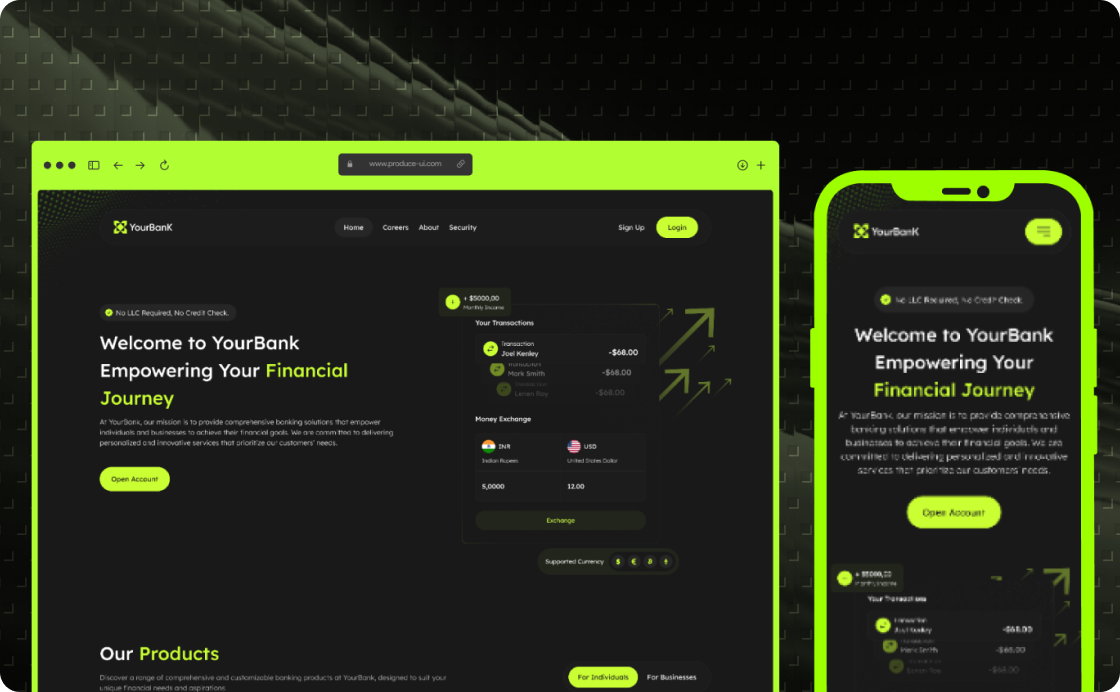 www.produce-ui.com
YourBanK
Home Careers About Security
Sign Up Login
No LLC Required, No Credit Check.
Welcome to YourBank
Empowering Your Financial
Journey
At YourBank, our mission is to provide comprehensive banking solutions that empower
individuals and businesses to achieve their financial goals. We are committed to delivering
personalized and innovative services that prioritize our customers' needs.
Open Account
+ $5000,00
Monthly Income
Your Transactions
Transaction
Joel Kenley
-$68.00
Transaction
Mark Smith
-$68.00
Transaction
-$68.00
Money Exchange
INR
Indian Rupees
USD
United States Dollar
5,0000
12.00
Exchange
Supported Currency
$ €
Our Products
Discover a range of comprehensive and customizable banking products at YourBank, designed to suit your
unique financial needs and aspirations
For Individuals
For Businesses
YourBanK
No LLC Required, No Credit Check.
Welcome to YourBank
Empowering Your
Financial Journey
At YourBank, our mission is to provide comprehensive
banking solutions that empower individuals and
businesses to achieve their financial goals. We are
committed to delivering personalized and innovative
services that prioritize our customers' needs.
Open Account
+ $5000,00
Monthly Income
Your Transactions
Transaction
Joel Kenley
-$68.00
Mark Smith
-$68.00
-$68.00